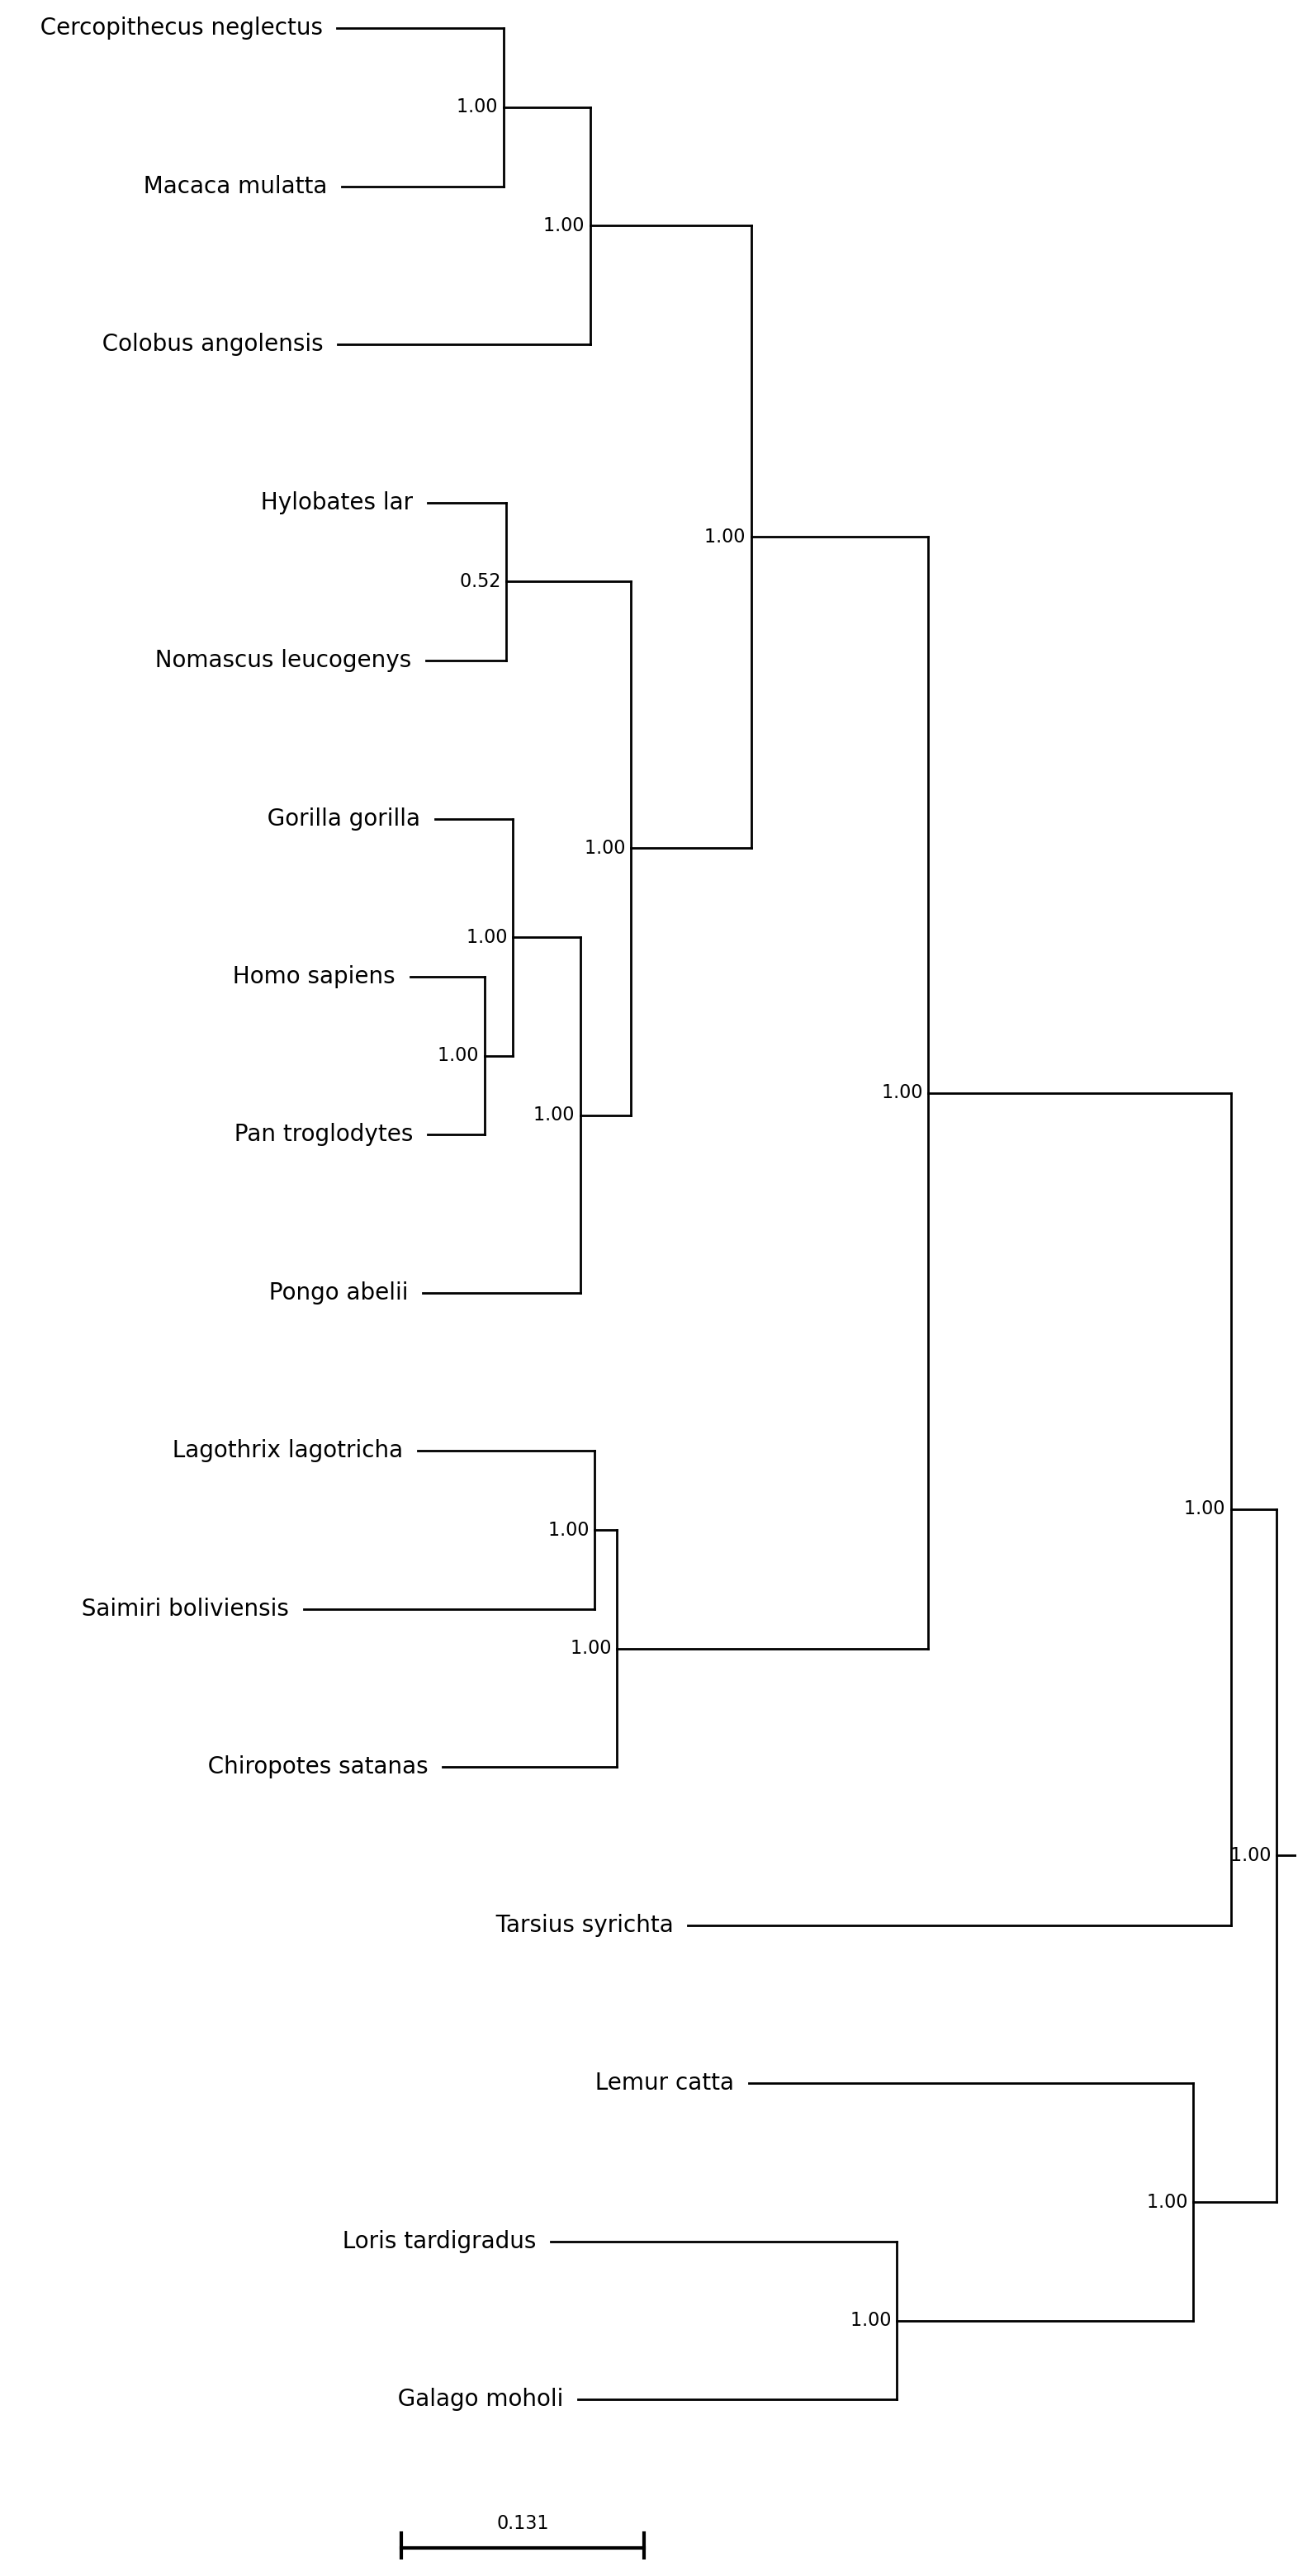 Cercopithecus neglectus
1.00
Macaca mulatta
1.00
Colobus angolensis
Hylobates lar
1.00
0.52
Nomascus leucogenys
Gorilla gorilla
1.00
1.00
Homo sapiens
1.00
1.00
1.00
Pan troglodytes
Pongo abelii
Lagothrix lagotricha
1.00
1.00
Saimiri boliviensis
1.00
Chiropotes satanas
1.00
Tarsius syrichta
Lemur catta
1.00
Loris tardigradus
1.00
Galago moholi
0.131